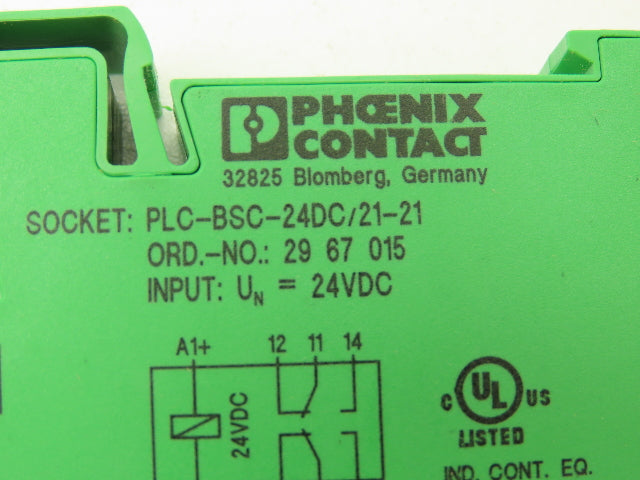 PHŒNIX
CONTACT
32825 Blomberg, Germany
SOCKET: PLC-BSC-24DC/21-21
ORD.-NO.: 29 67 015
INPUT: UN = 24VDC
A1+ 12 11 14
24VDC
C UL US
LISTED
IND. CONT. EQ.